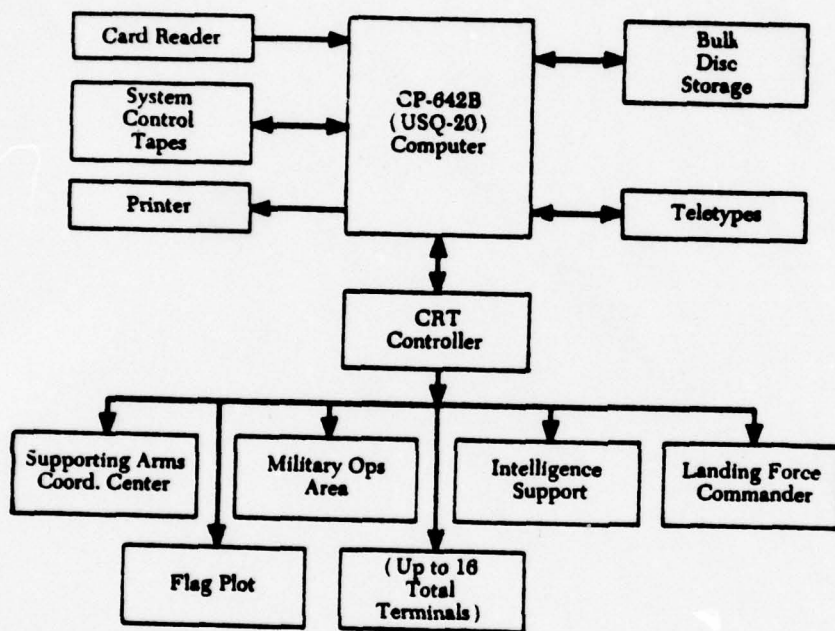 Card Reader
System
Control
Tapes
Printer
CP-642B
(USQ-20)
Computer
Bulk
Disc
Storage
Teletypes
CRT
Controller
Supporting Arms
Coord. Center
Military Ops
Area
Intelligence
Support
Landing Force
Commander
Flag Plot
(Up to 16
Total
Terminals)